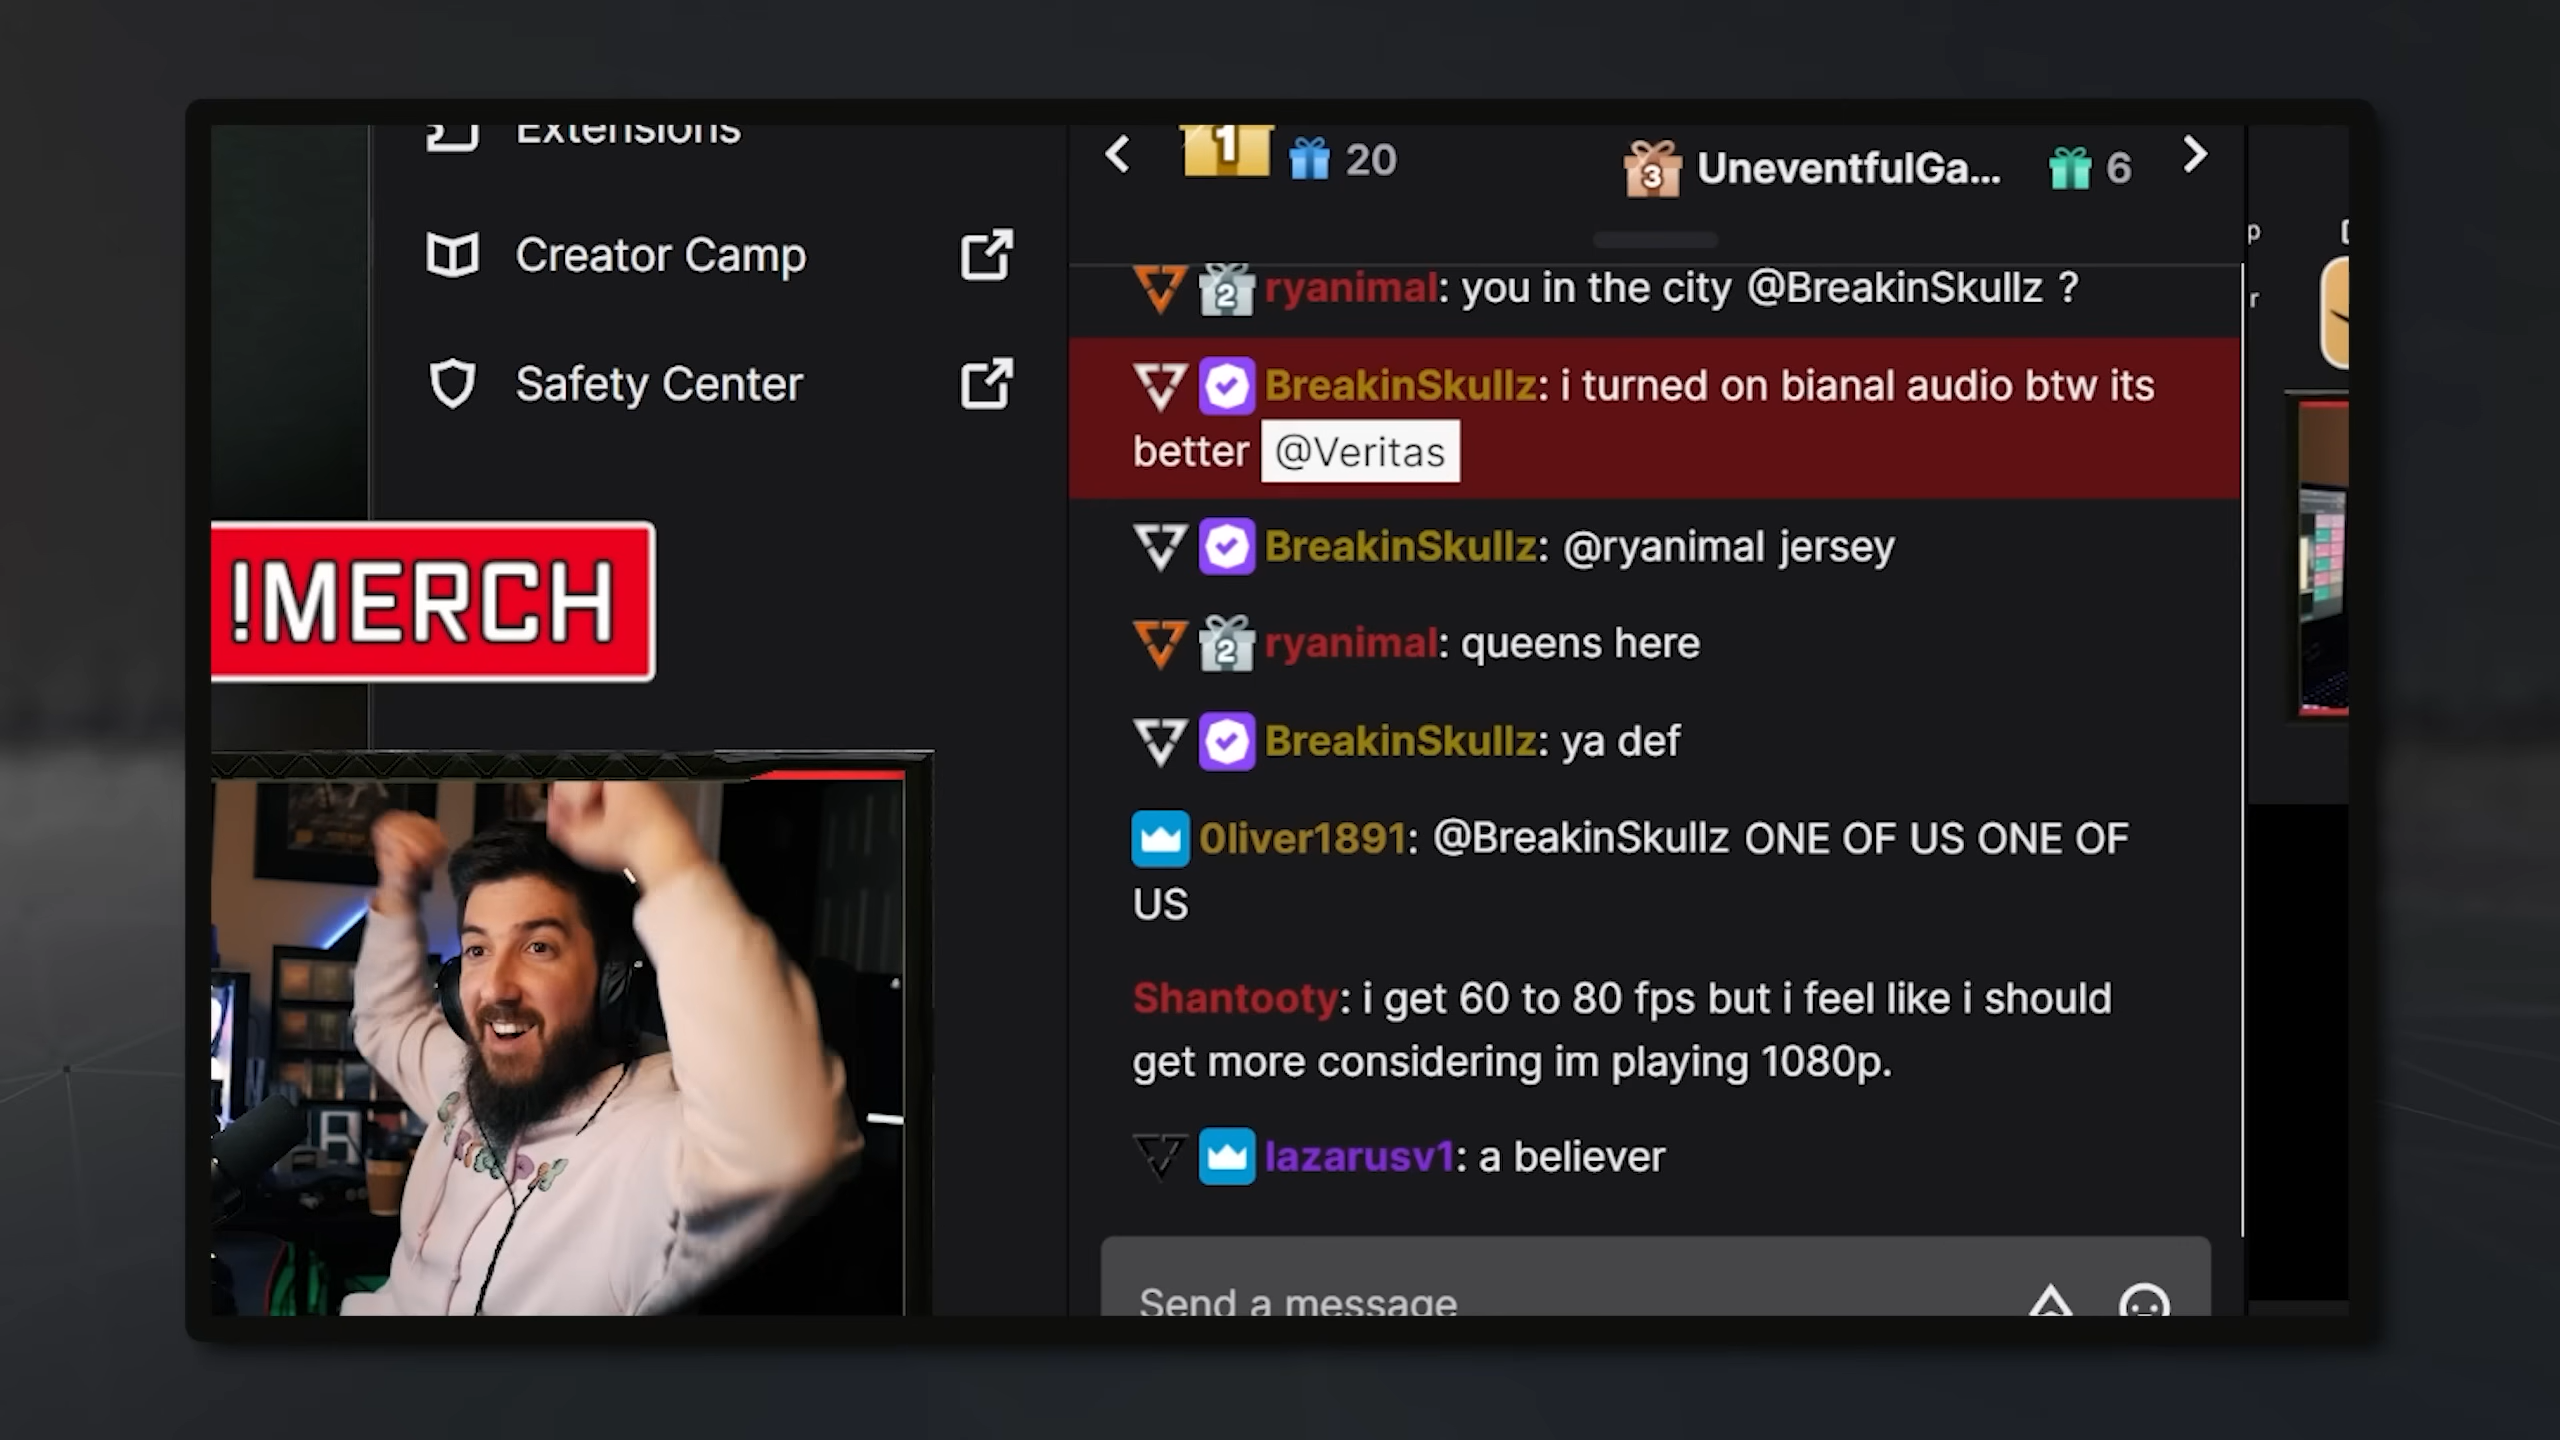 Extensions
Creator Camp
Safety Center
!MERCH
1 20
3 UneventfulGa... 6
2 ryanimal: you in the city @BreakinSkullz ?
BreakinSkullz: i turned on bianal audio btw its
better @Veritas
BreakinSkullz: @ryanimal jersey
2 ryanimal: queens here
BreakinSkullz: ya def
0liver1891: @BreakinSkullz ONE OF US ONE OF
US
Shantooty: i get 60 to 80 fps but i feel like i should
get more considering im playing 1080p.
lazarusv1: a believer
Send a message
p
r